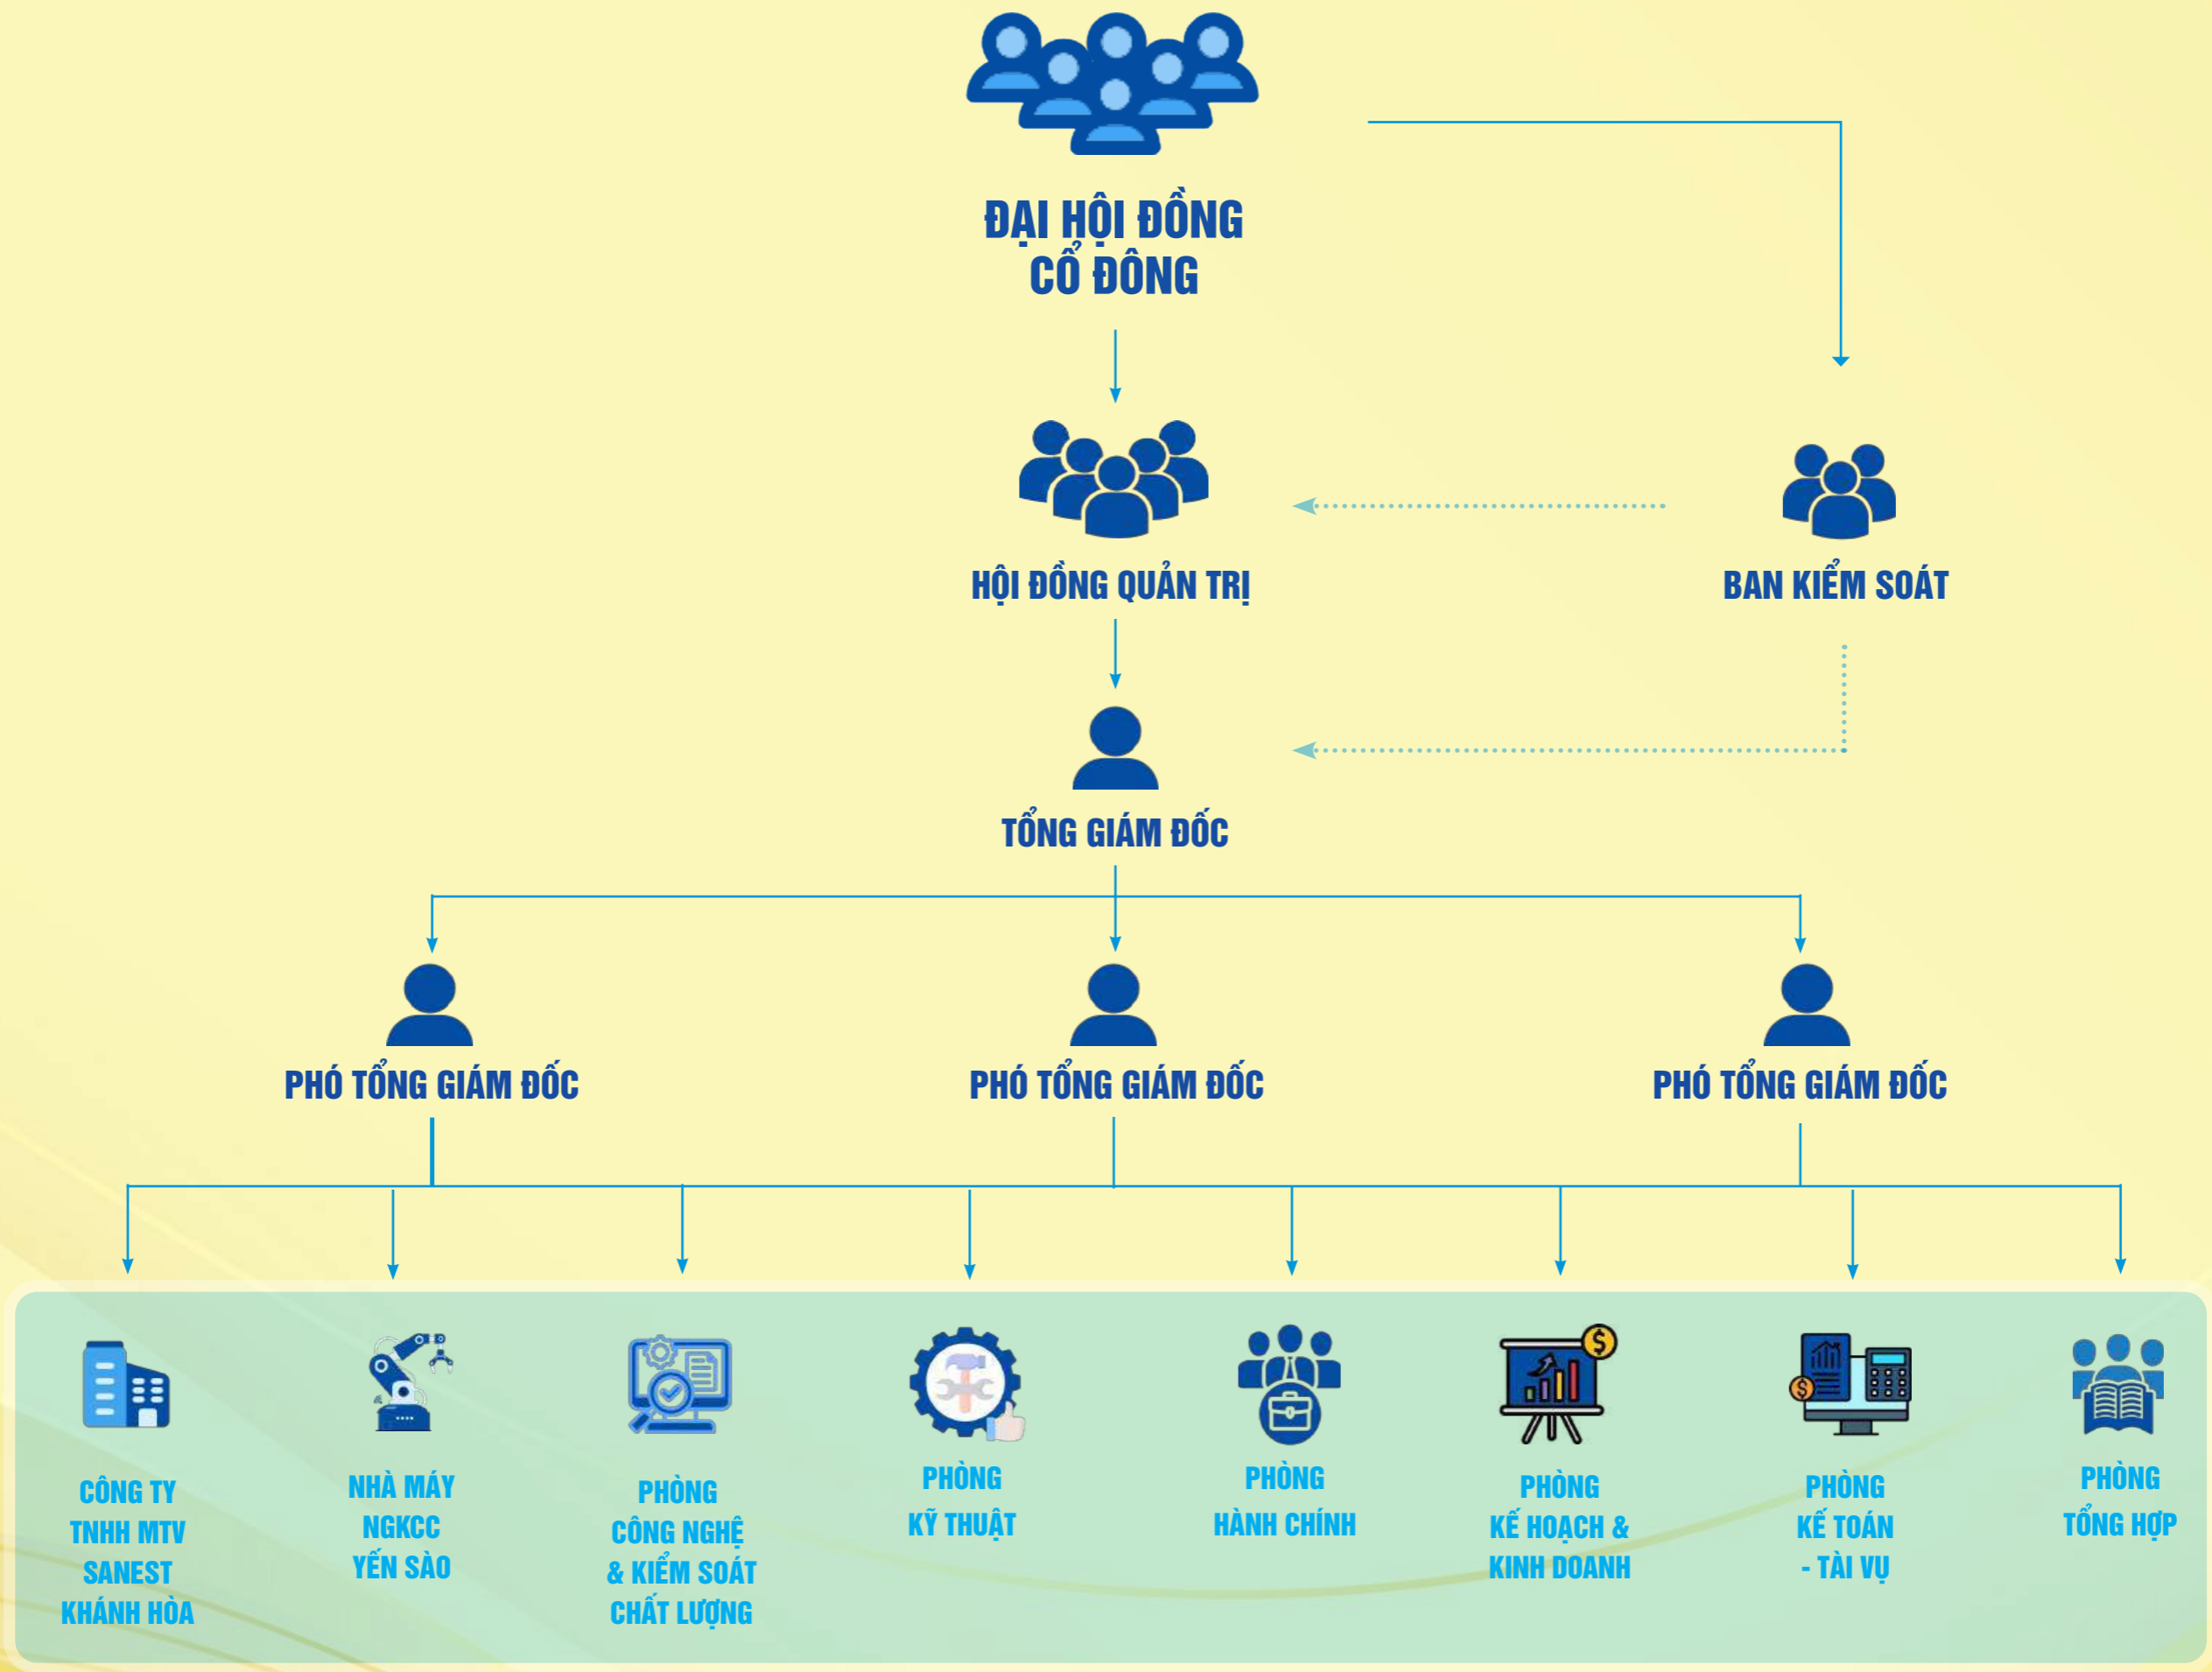 ĐẠI HỘI ĐỒNG
CỔ ĐÔNG
HỘI ĐỒNG QUẢN TRỊ
BAN KIỂM SOÁT
TỔNG GIÁM ĐỐC
PHÓ TỔNG GIÁM ĐỐC
PHÓ TỔNG GIÁM ĐỐC
PHÓ TỔNG GIÁM ĐỐC
CÔNG TY
TNHH MTV
SANEST
KHÁNH HÒA
NHÀ MÁY
NGKCC
YẾN SÀO
PHÒNG
CÔNG NGHỆ
& KIỂM SOÁT
CHẤT LƯỢNG
PHÒNG
KỸ THUẬT
PHÒNG
HÀNH CHÍNH
PHÒNG
KẾ HOẠCH &
KINH DOANH
PHÒNG
KẾ TOÁN
- TÀI VỤ
PHÒNG
TỔNG HỢP